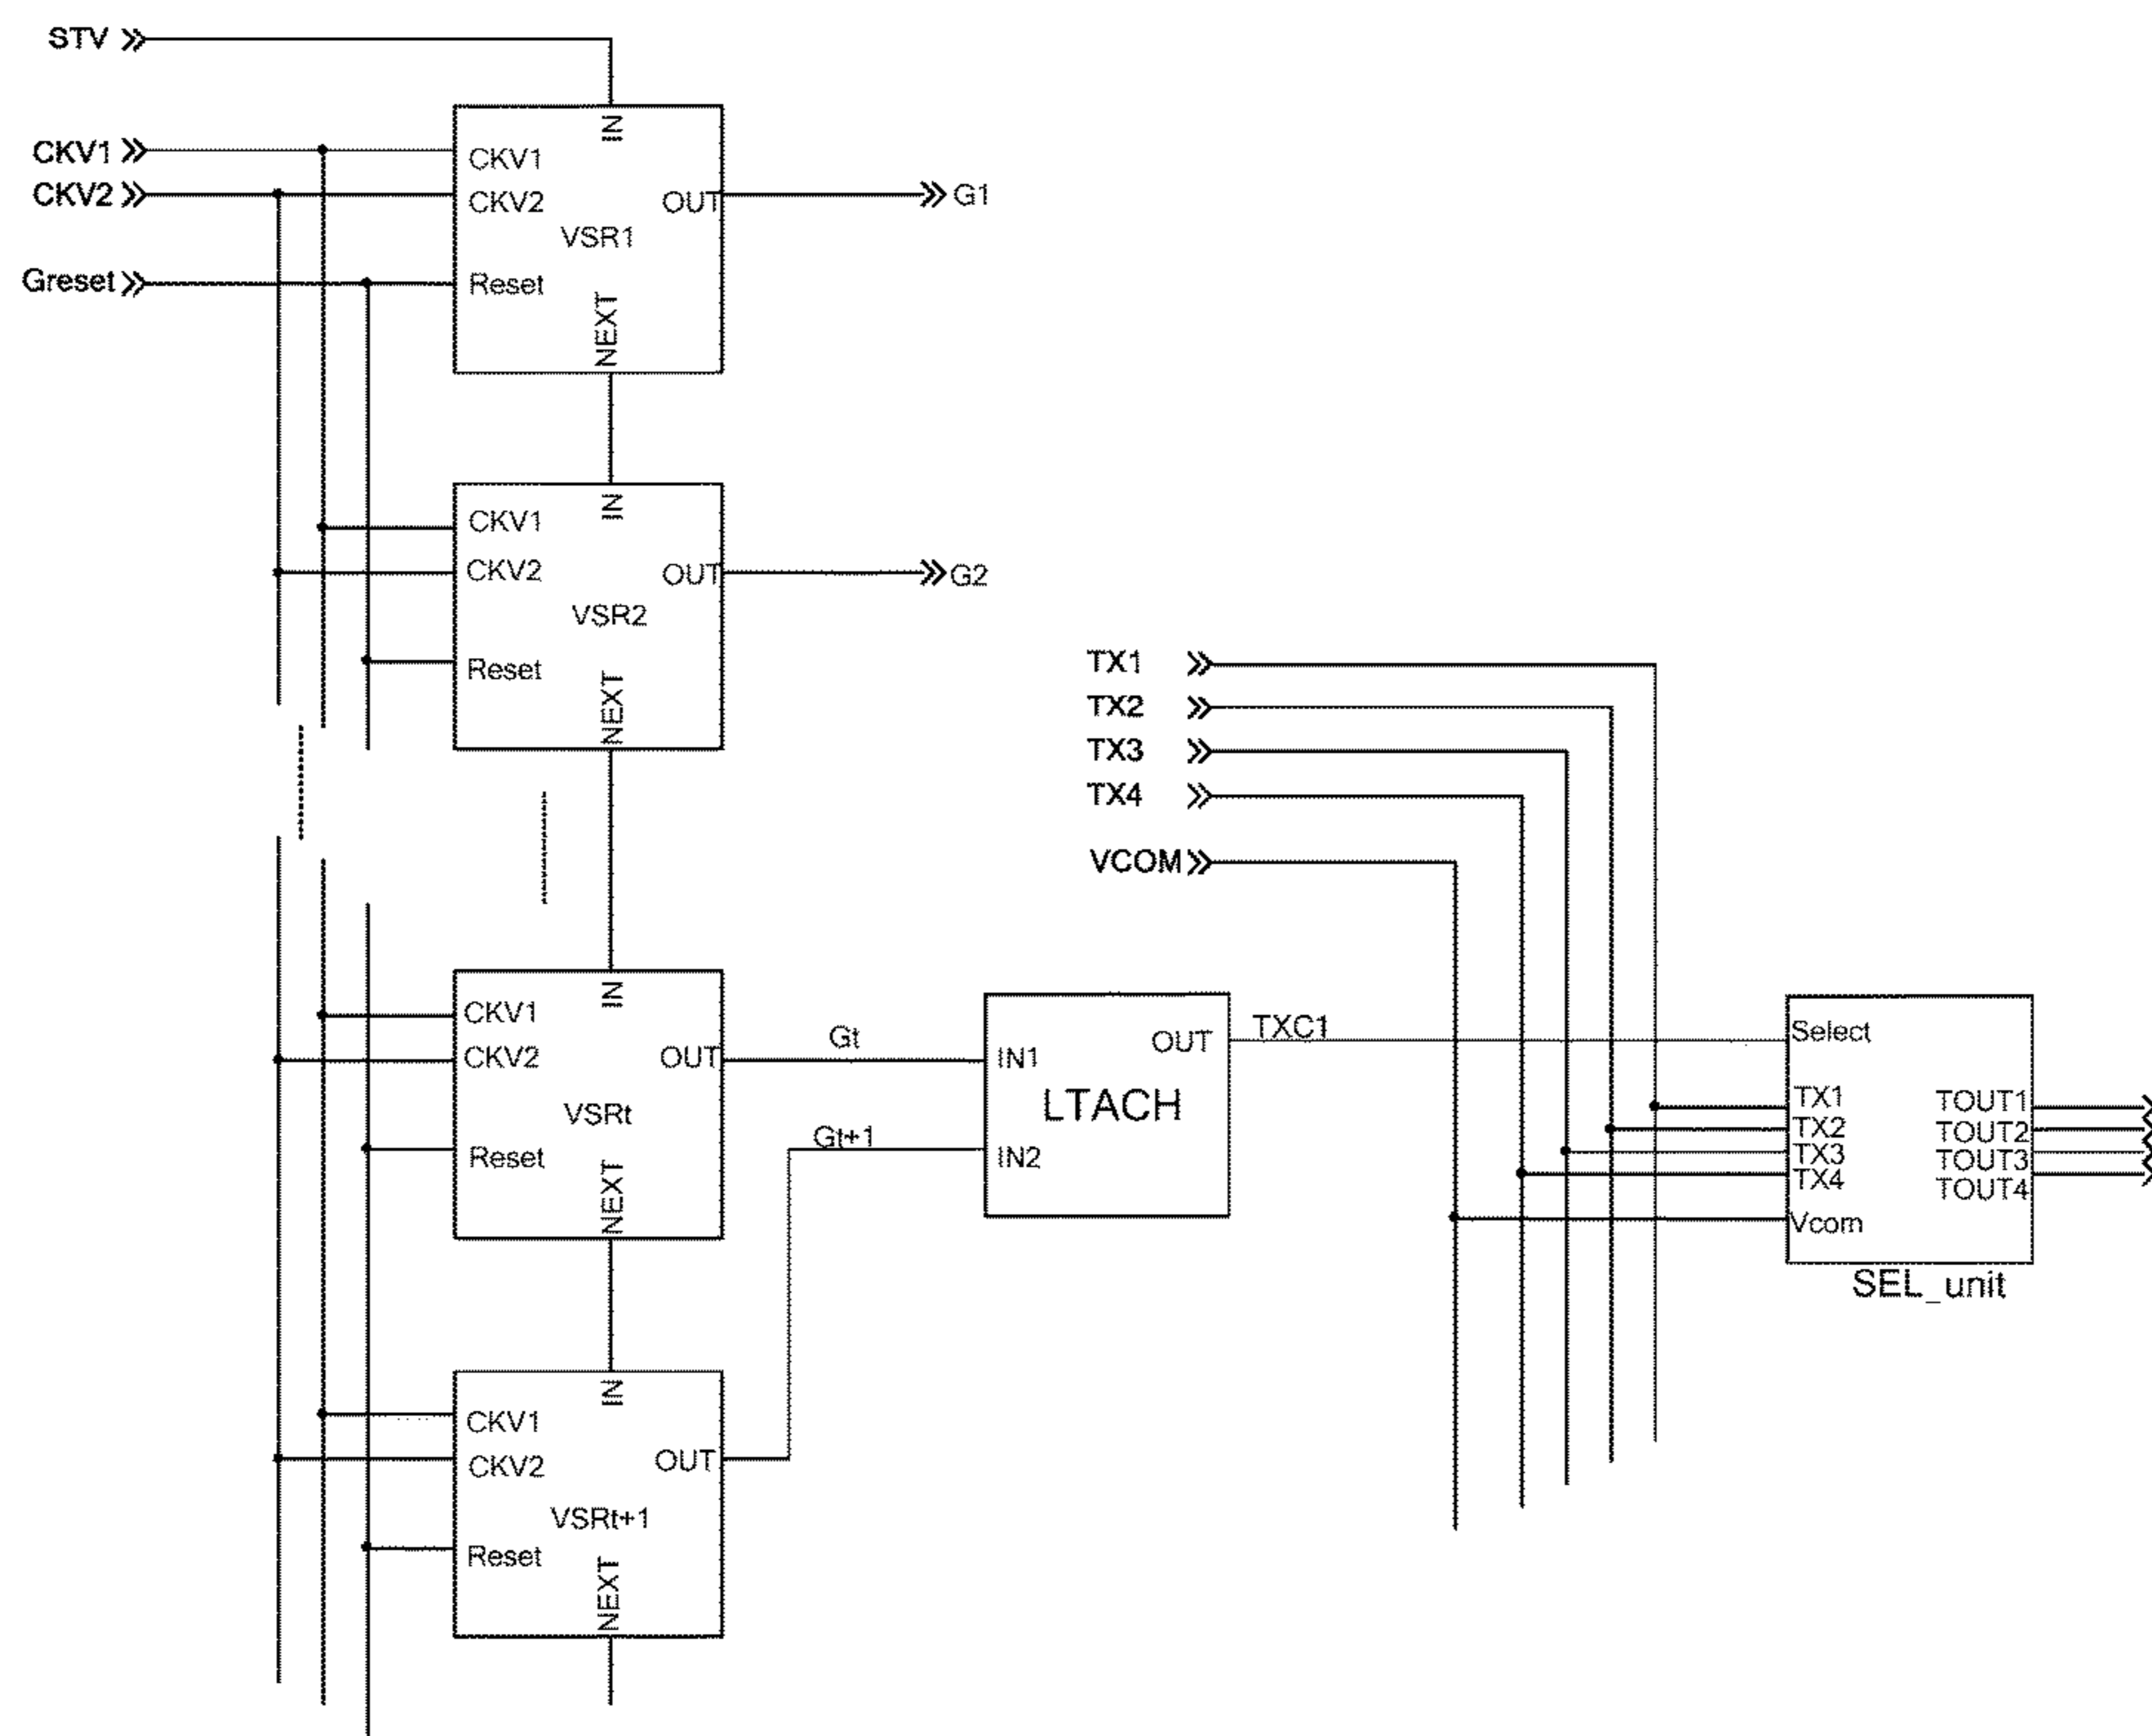 STV
IN
CKV1
CKV1
CKV2
CKV2
OUT
G1
VSR1
Greset
Reset
NEXT
IN
CKV1
CKV2
OUT
G2
VSR2
Reset
NEXT
TX1
TX2
TX3
TX4
VCOM
IN
CKV1
CKV2
OUT
Gt
VSRt
Reset
NEXT
Gt+1
IN1
OUT
LTACH
IN2
TXC1
Select
TX1
TX2
TX3
TX4
Vcom
TOUT1
TOUT2
TOUT3
TOUT4
SEL_unit
IN
CKV1
CKV2
OUT
VSRt+1
Reset
NEXT